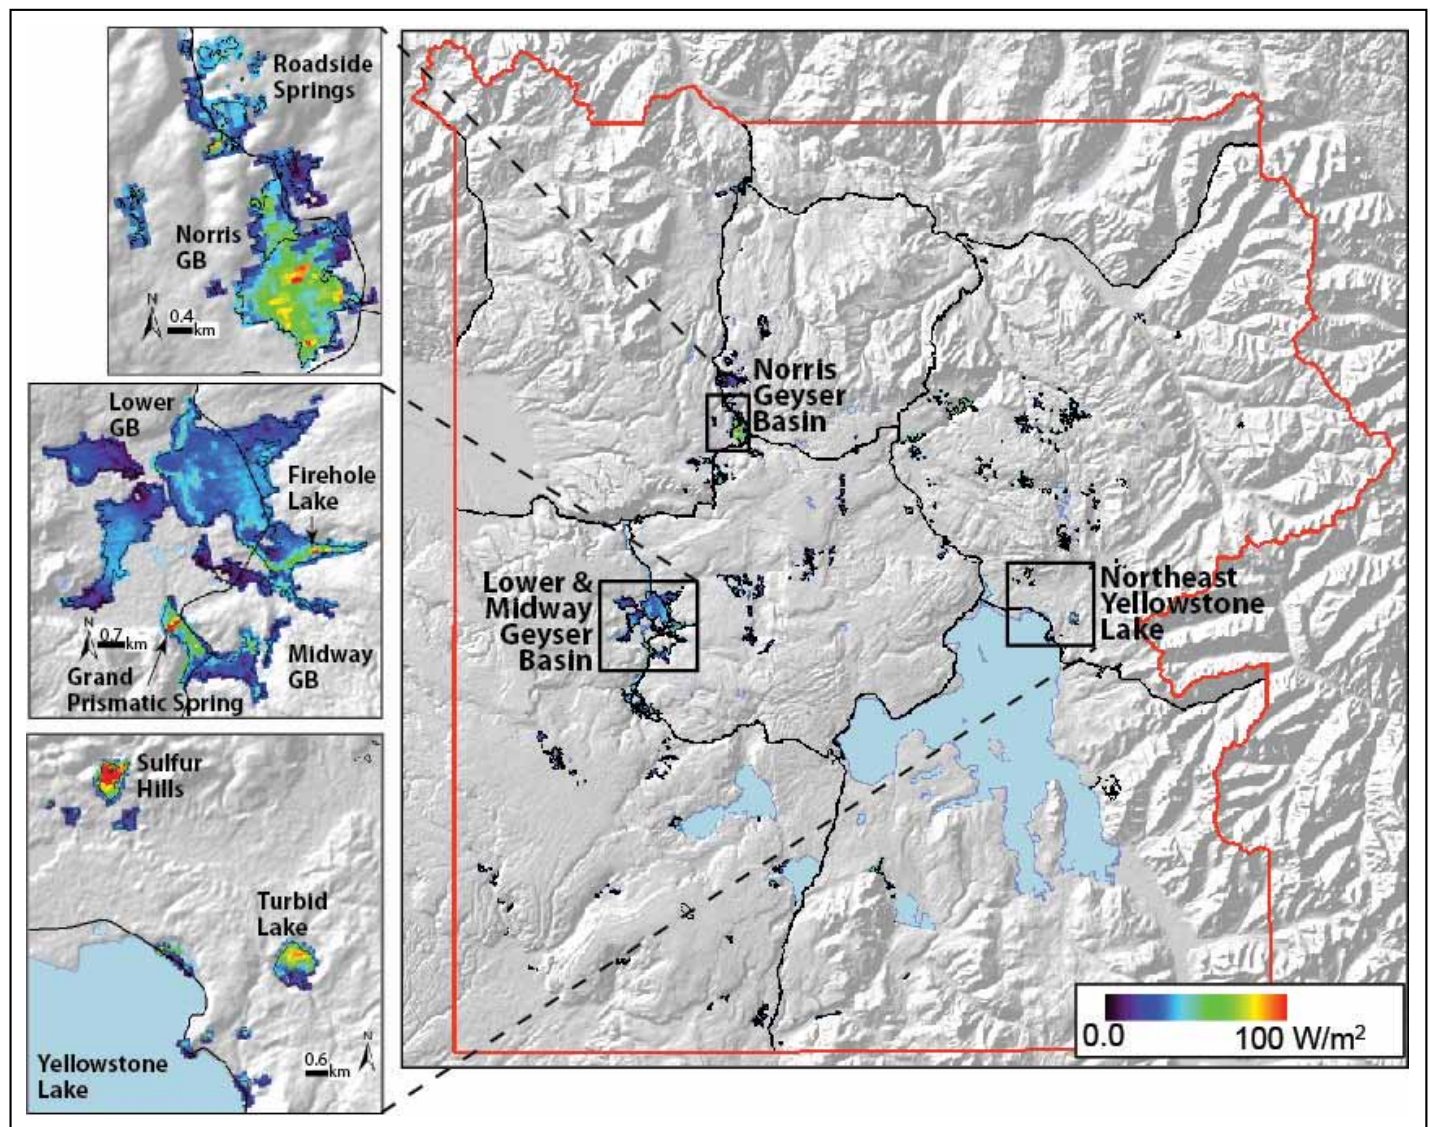 Roadside
Springs
Norris
GB
N
0.4
km
Lower
GB
Firehole
Lake
N
0.7
km
Midway
GB
Grand
Prismatic Spring
Sulfur
Hills
Turbid
Lake
N
0.6
km
Yellowstone
Lake
Norris
Geyser
Basin
Lower &
Midway
Geyser
Basin
Northeast
Yellowstone
Lake
0.0 100 W/m²